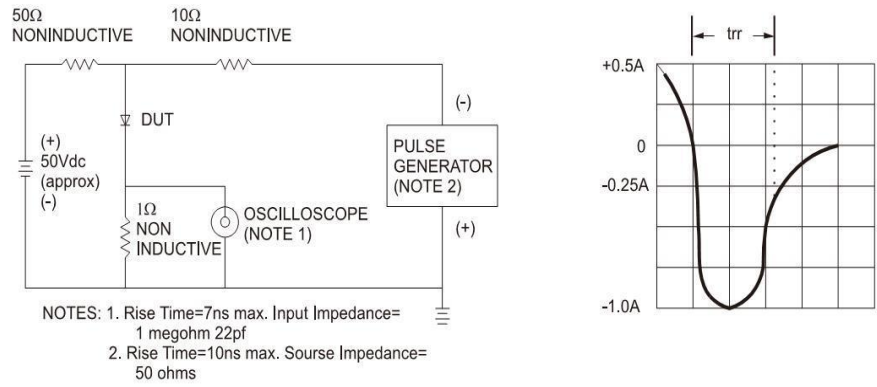 50Ω
NONINDUCTIVE
10Ω
NONINDUCTIVE
DUT
(+)
50Vdc
(approx)
(-)
1Ω
NON
INDUCTIVE
OSCILLOSCOPE
(NOTE 1)
(-)
PULSE
GENERATOR
(NOTE 2)
(+)
NOTES: 1. Rise Time=7ns max. Input Impedance=
1 megohm 22pf
2. Rise Time=10ns max. Sourse Impedance=
50 ohms
trr
+0.5A
0
-0.25A
-1.0A